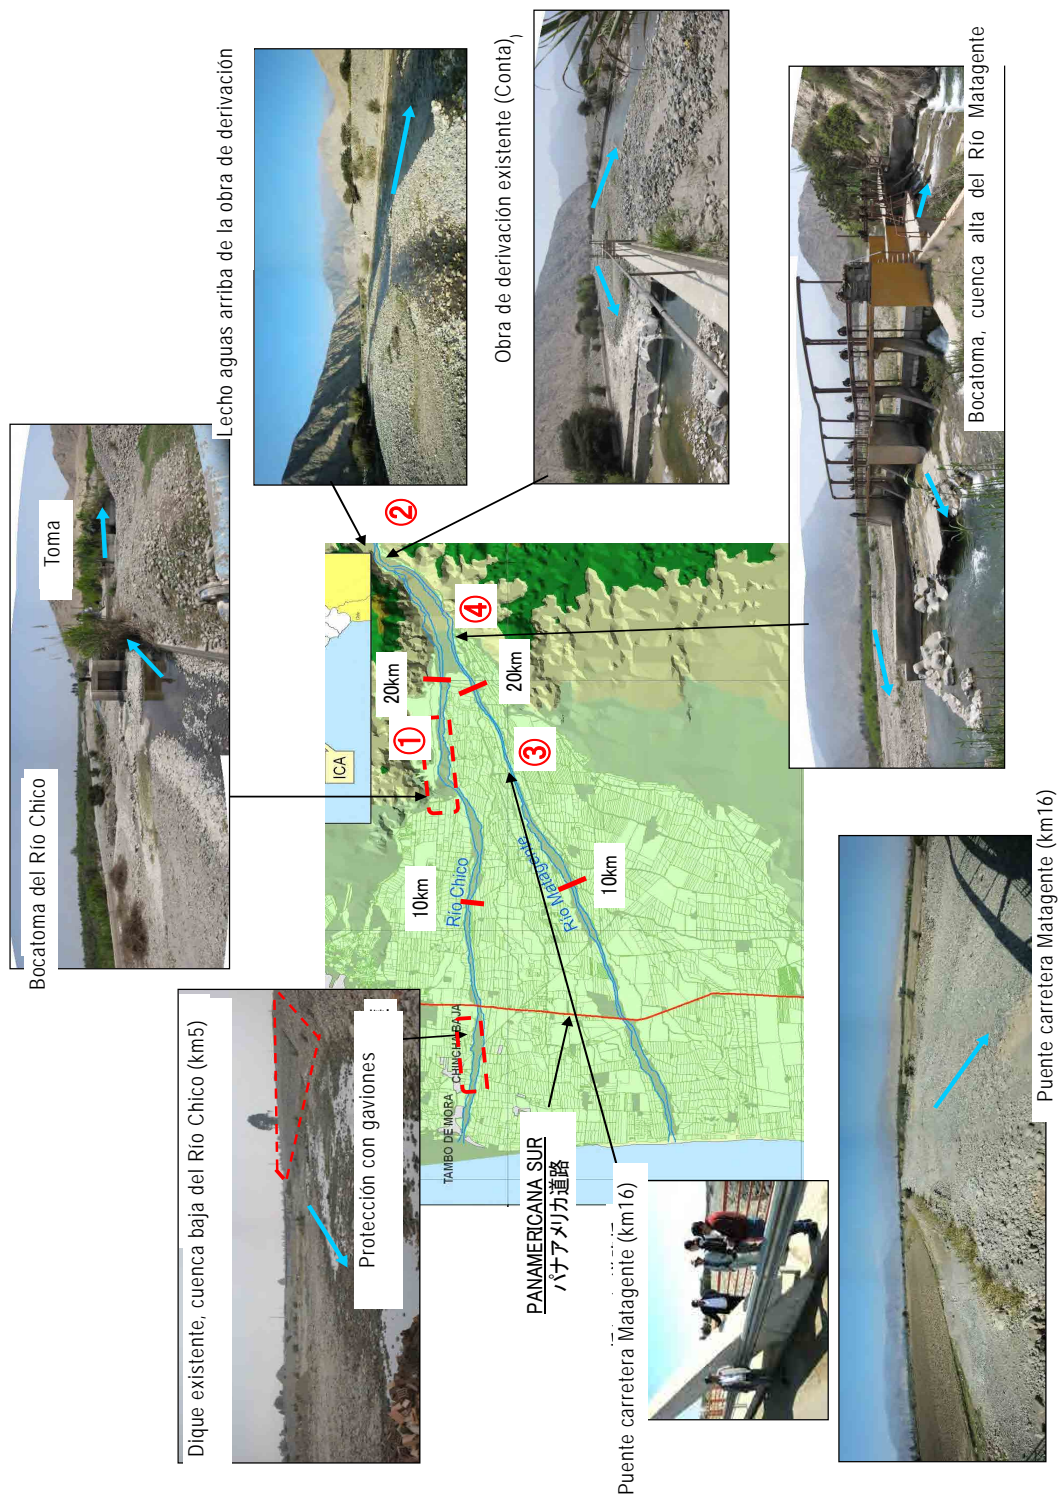 Dique existente, cuenca baja del Río Chico (km5)
Protección con gaviones
Bocatoma del Río Chico
Toma
Lecho aguas arriba de la obra de derivación
Obra de derivación existente (Conta)
Bocatoma, cuenca alta del Río Matagente
Puente carretera Matagente (km16)
Puente carretera Matagente (km16)
PANAMERICANA SUR
パナアメリカ道路
TAMBO DE MORA
CHINCHA BAJA
Río Chico
Río Matagente
10km
10km
20km
20km
ICA
①
②
③
④